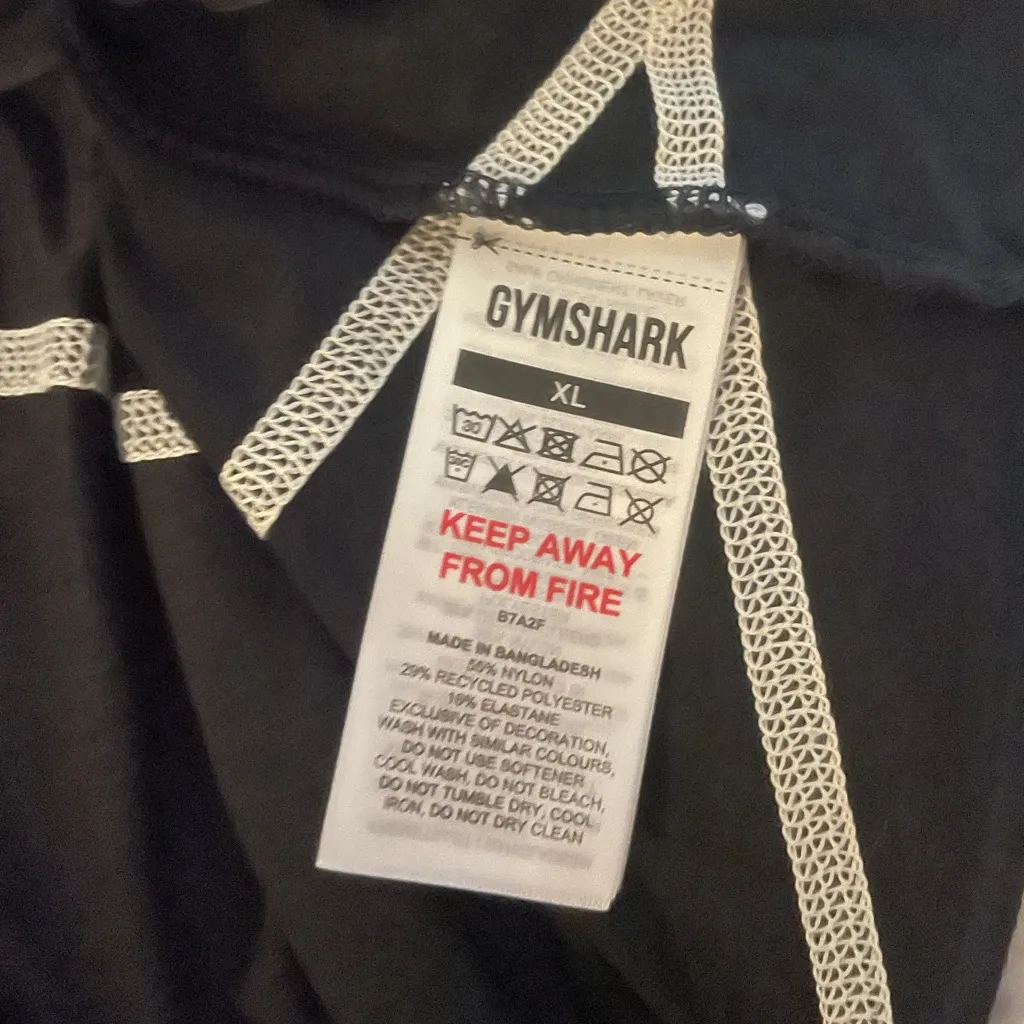 GYMSHARK
XL
30
30C
KEEP AWAY
FROM FIRE
B7A2F
MADE IN BANGLADESH
NYLON
29% RECYCLED POLYESTER
ELASTANE
EXCLUSIVE OF DECORATION,
WASH WITH SIMILAR COLOURS,
DO NOT USE SOFTENER
COOL WASH, DO NOT BLEACH,
DO NOT TUMBLE DRY, COOL
IRON, DO NOT DRY CLEAN